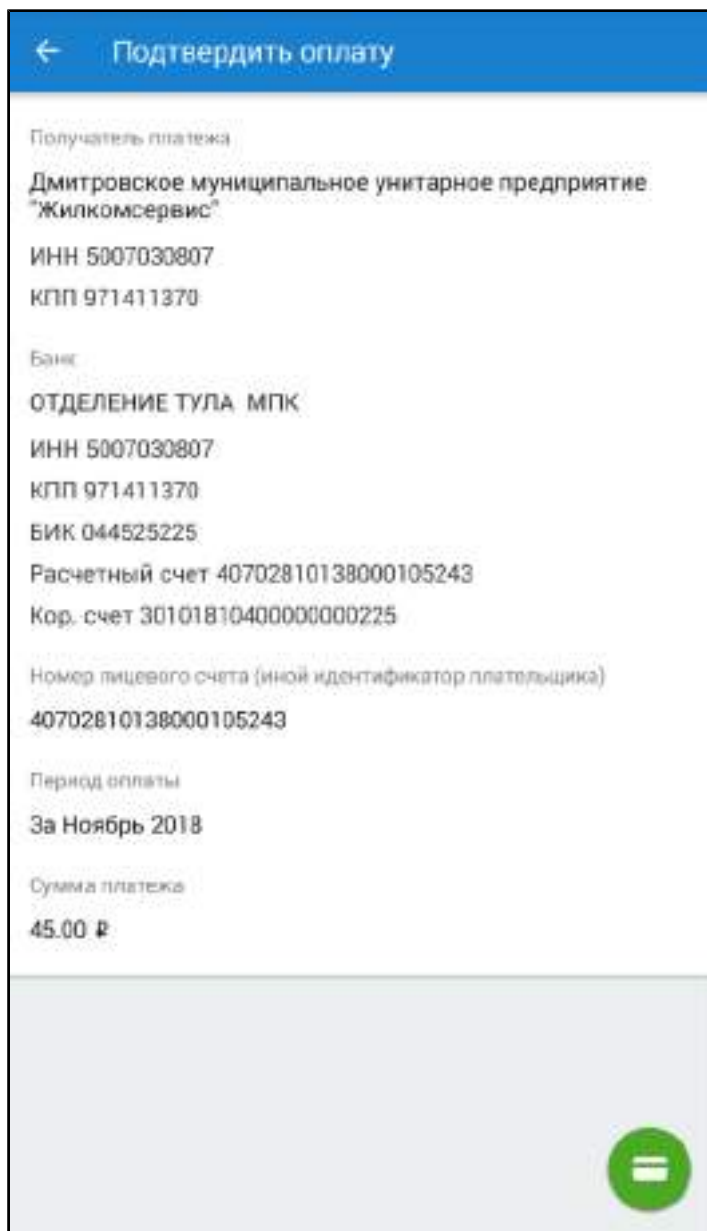 Подтвердить оплату
Получатель платежа
Дмитровское муниципальное унитарное предприятие
"Жилкомсервис"
ИНН 5007030807
КПП 971411370
Банк
ОТДЕЛЕНИЕ ТУЛА МПК
ИНН 5007030807
КПП 971411370
БИК 044525225
Расчетный счет 40702810138000105243
Кор. счет 30101810400000000225
Номер лицевого счета (иной идентификатор плательщика)
40702810138000105243
Период оплаты
За Ноябрь 2018
Сумма платежа
45.00 ₽